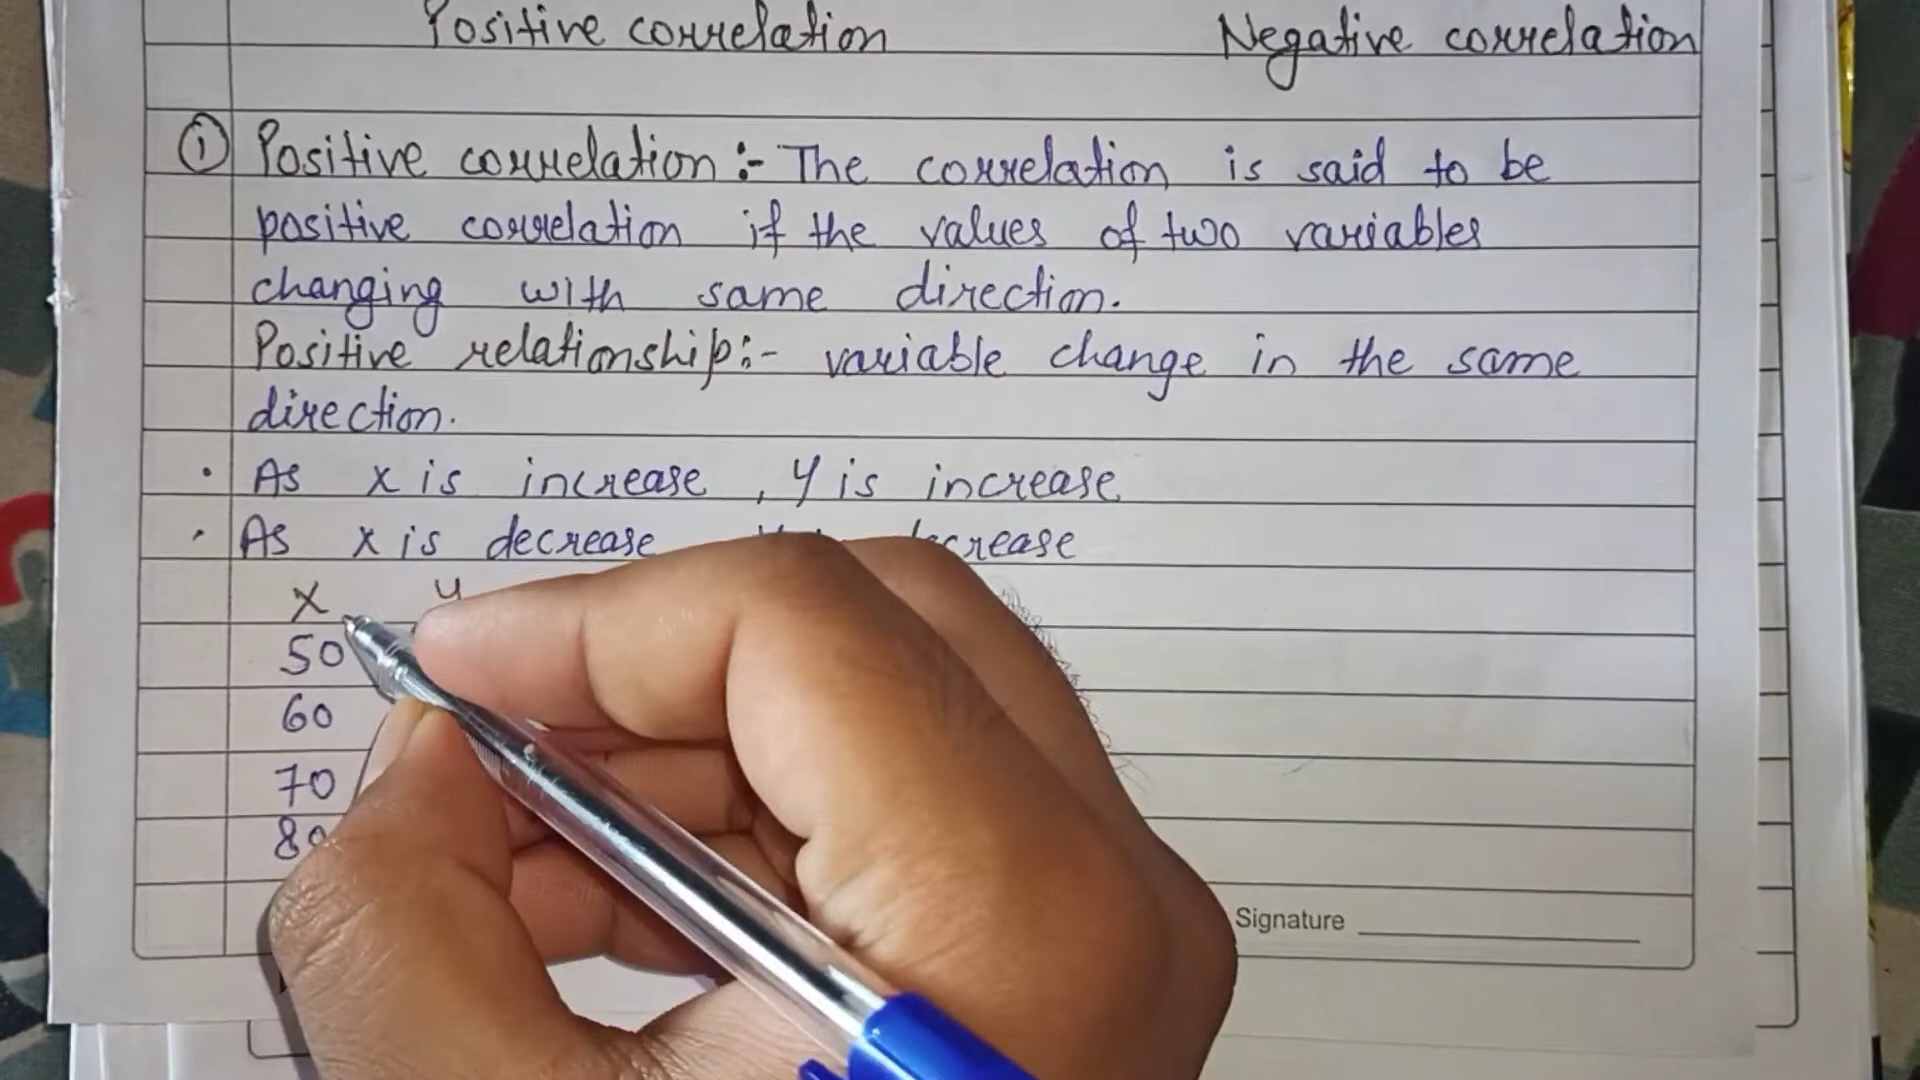 Positive correlation Negative correlation
① Positive correlation :- The correlation is said to be
positive correlation if the values of two variables
changing with same direction.
Positive relationship:- variable change in the same
direction.
• As x is increase , y is increase
• As x is decrease
x y
50
60
70
80
Signature